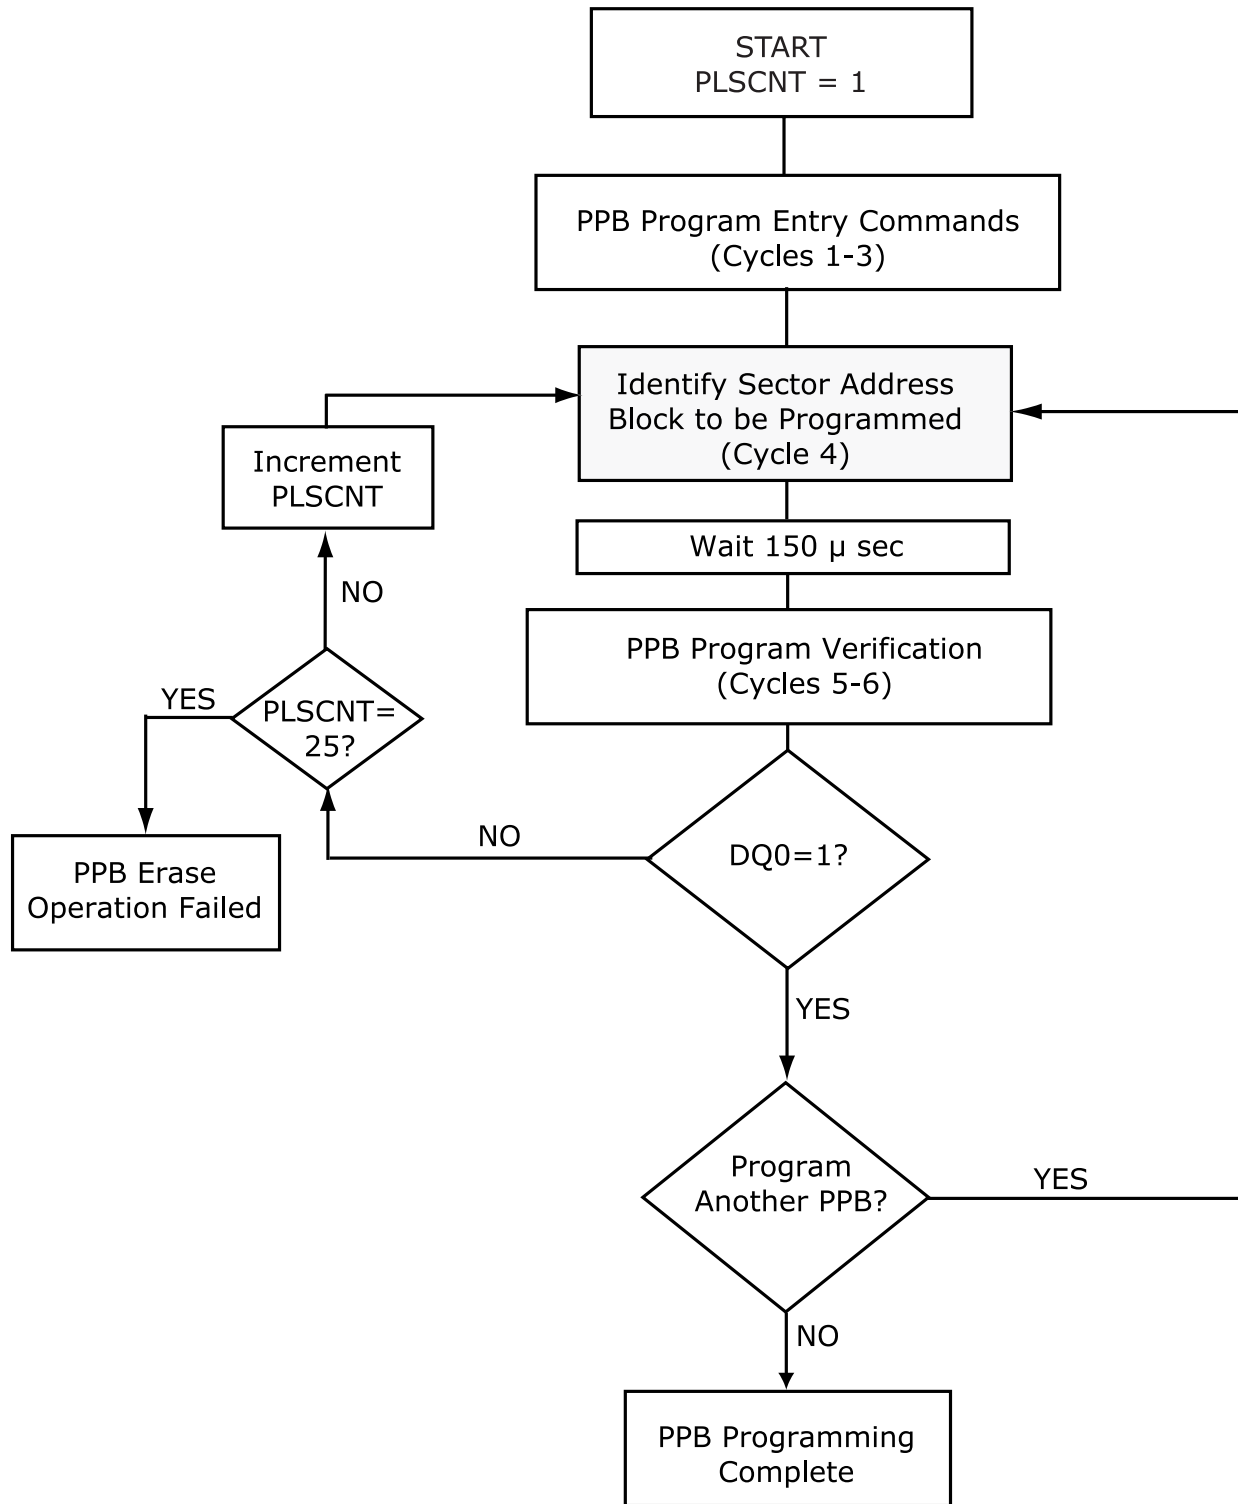 START
PLSCNT = 1
PPB Program Entry Commands
(Cycles 1-3)
Identify Sector Address
Block to be Programmed
(Cycle 4)
Increment
PLSCNT
Wait 150 μ sec
NO
PPB Program Verification
(Cycles 5-6)
YES
PLSCNT=
25?
NO
DQ0=1?
PPB Erase
Operation Failed
YES
Program
Another PPB?
YES
NO
PPB Programming
Complete